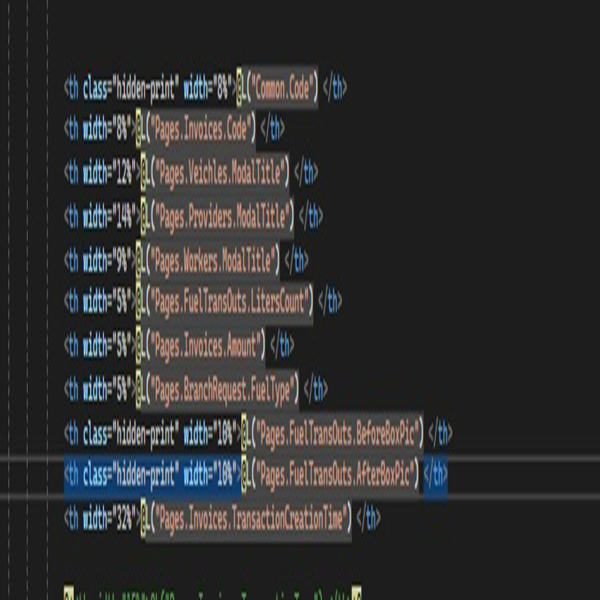 <th class="hidden-print" width="8%">@L("Common.Code") </th>
<th width="8%">@L("Pages.Invoices.Code") </th>
<th width="12%">@L("Pages.Veichles.ModalTitle") </th>
<th width="14%">@L("Pages.Providers.ModalTitle") </th>
<th width="9%">@L("Pages.Workers.ModalTitle") </th>
<th width="5%">@L("Pages.FuelTransOuts.LitersCount") </th>
<th width="5%">@L("Pages.Invoices.Amount") </th>
<th width="5%">@L("Pages.BranchRequest.FuelType") </th>
<th class="hidden-print" width="10%">@L("Pages.FuelTransOuts.BeforeBoxPic") </th>
<th class="hidden-print" width="10%">@L("Pages.FuelTransOuts.AfterBoxPic") </th>
<th width="32%">@L("Pages.Invoices.TransactionCreationTime") </th>